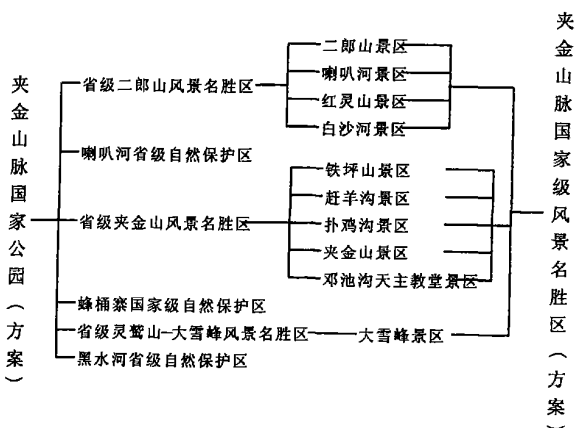 夹金山脉国家公园（方案）
省级二郎山风景名胜区
喇叭河省级自然保护区
省级夹金山风景名胜区
蜂桶寨国家级自然保护区
省级灵鹫山—大雪峰风景名胜区
黑水河省级自然保护区
二郎山景区
喇叭河景区
红灵山景区
白沙河景区
铁坪山景区
赶羊沟景区
扑鸡沟景区
夹金山景区
邓池沟天主教堂景区
大雪峰景区
夹金山脉国家级风景名胜区（方案）